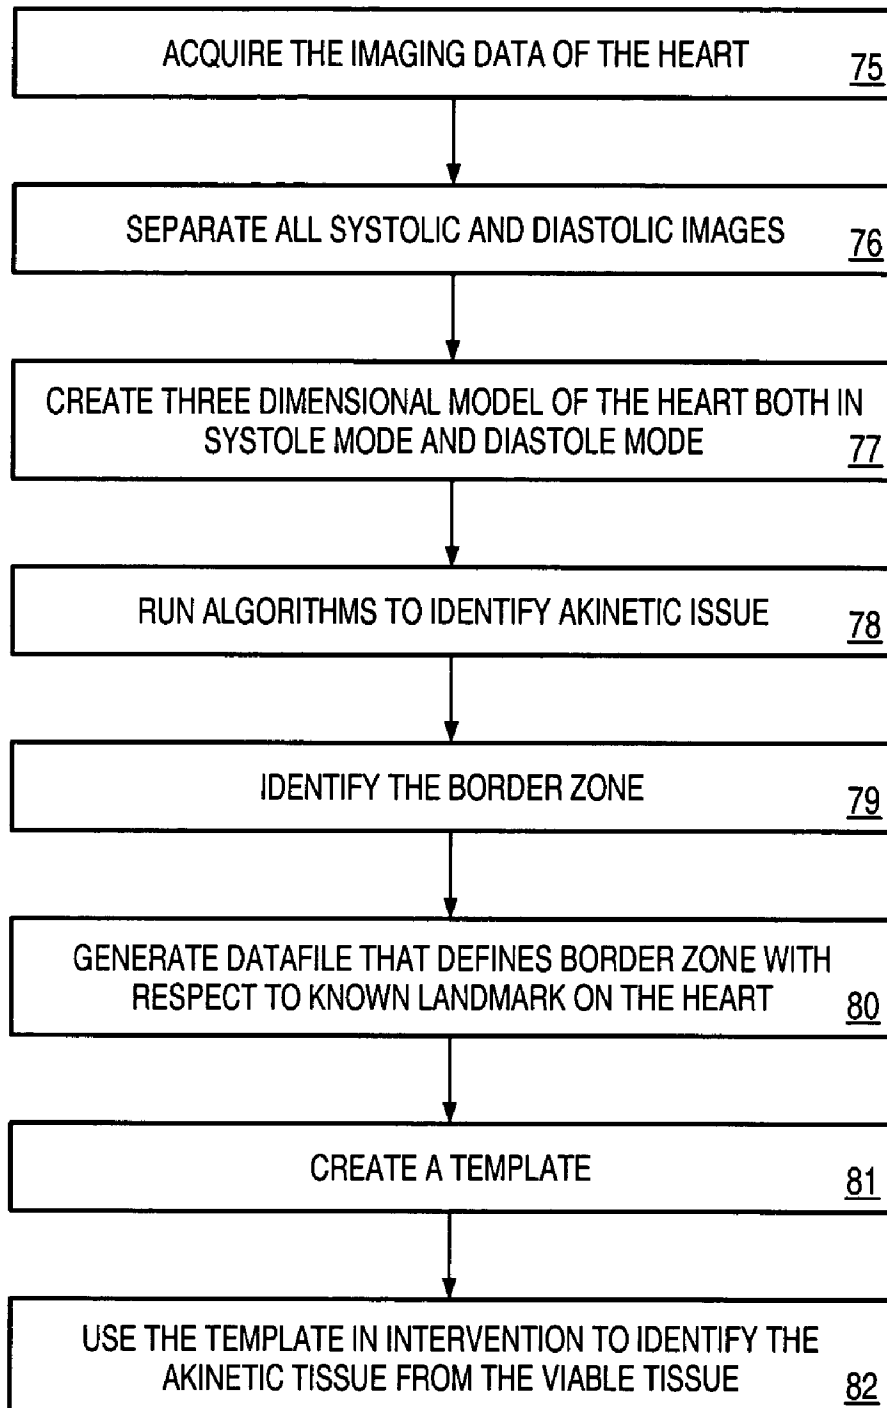 ACQUIRE THE IMAGING DATA OF THE HEART
75
SEPARATE ALL SYSTOLIC AND DIASTOLIC IMAGES
76
CREATE THREE DIMENSIONAL MODEL OF THE HEART BOTH IN
SYSTOLE MODE AND DIASTOLE MODE
77
RUN ALGORITHMS TO IDENTIFY AKINETIC ISSUE
78
IDENTIFY THE BORDER ZONE
79
GENERATE DATAFILE THAT DEFINES BORDER ZONE WITH
RESPECT TO KNOWN LANDMARK ON THE HEART
80
CREATE A TEMPLATE
81
USE THE TEMPLATE IN INTERVENTION TO IDENTIFY THE
AKINETIC TISSUE FROM THE VIABLE TISSUE
82